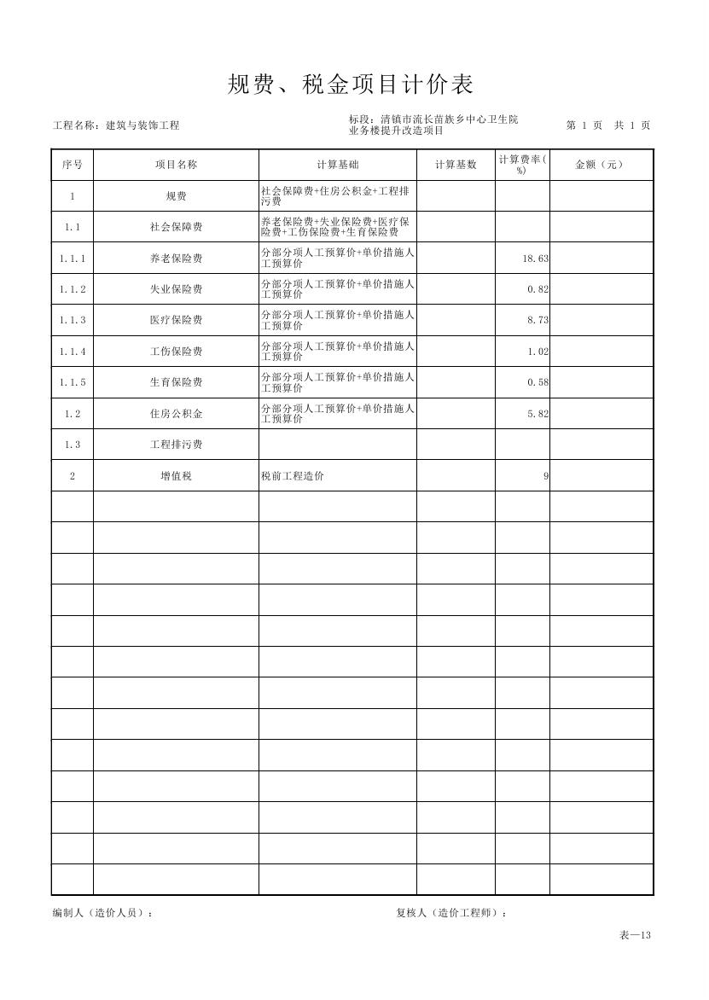 规费、税金项目计价表
工程名称：建筑与装饰工程
标段：清镇市流长苗族乡中心卫生院
业务楼提升改造项目
第 1 页 共 1 页
序号 项目名称 计算基础 计算基数 计算费率(
%) 金额（元）
1 规费 社会保障费+住房公积金+工程排
污费
1.1 社会保障费 养老保险费+失业保险费+医疗保
险费+工伤保险费+生育保险费
1.1.1 养老保险费 分部分项人工预算价+单价措施人
工预算价 18.63
1.1.2 失业保险费 分部分项人工预算价+单价措施人
工预算价 0.82
1.1.3 医疗保险费 分部分项人工预算价+单价措施人
工预算价 8.73
1.1.4 工伤保险费 分部分项人工预算价+单价措施人
工预算价 1.02
1.1.5 生育保险费 分部分项人工预算价+单价措施人
工预算价 0.58
1.2 住房公积金 分部分项人工预算价+单价措施人
工预算价 5.82
1.3 工程排污费
2 增值税 税前工程造价 9
编制人（造价人员）： 复核人（造价工程师）：
表—13